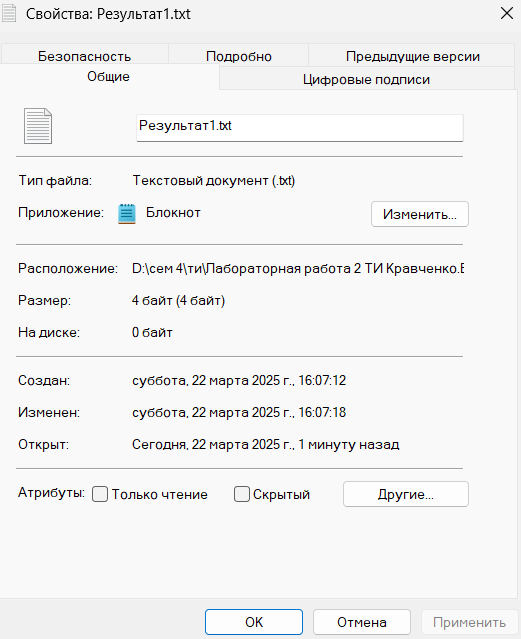 Свойства: Результат1.txt
Безопасность Подробно Предыдущие версии
Общие Цифровые подписи
Результат1.txt
Тип файла: Текстовый документ (.txt)
Приложение: Блокнот Изменить...
Расположение: D:\сем 4\ти\Лабораторная работа 2 ТИ Кравченко.Е
Размер: 4 байт (4 байт)
На диске: 0 байт
Создан: суббота, 22 марта 2025 г., 16:07:12
Изменен: суббота, 22 марта 2025 г., 16:07:18
Открыт: Сегодня, 22 марта 2025 г., 1 минуту назад
Атрибуты: Только чтение Скрытый Другие...
ОК Отмена Применить